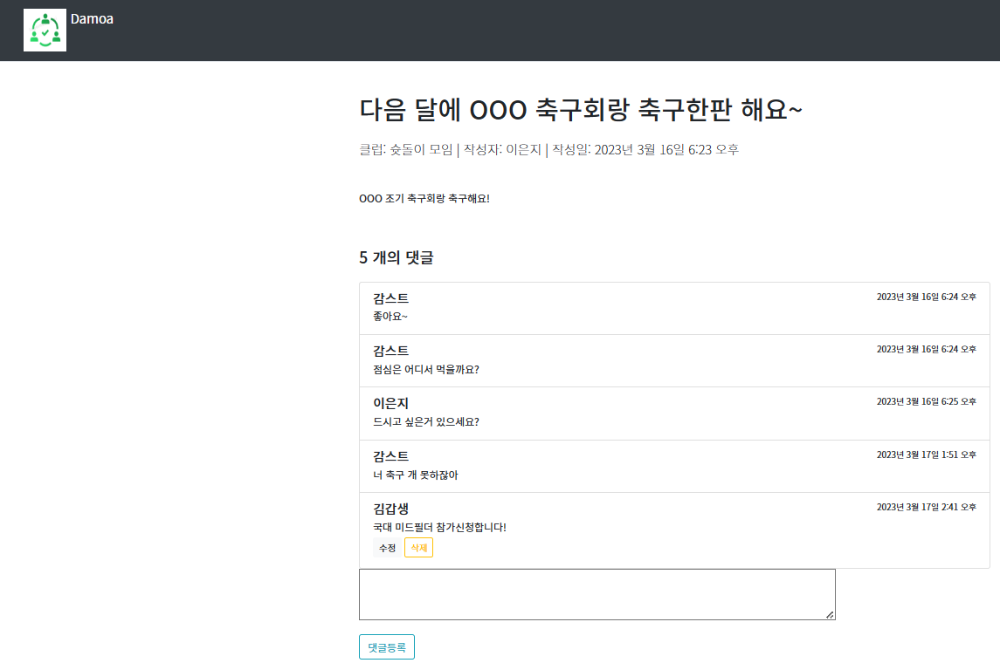 Damoa
다음 달에 OOO 축구회랑 축구한판 해요~
클럽: 슛돌이 모임 | 작성자: 이은지 | 작성일: 2023년 3월 16일 6:23 오후
OOO 조기 축구회랑 축구해요!
5 개의 댓글
감스트
2023년 3월 16일 6:24 오후
좋아요~
감스트
2023년 3월 16일 6:24 오후
점심은 어디서 먹을까요?
이은지
2023년 3월 16일 6:25 오후
드시고 싶은거 있으세요?
감스트
2023년 3월 17일 1:51 오후
너 축구 개 못하잖아
김갑생
2023년 3월 17일 2:41 오후
국대 미드필더 참가신청합니다!
수정 삭제
댓글등록